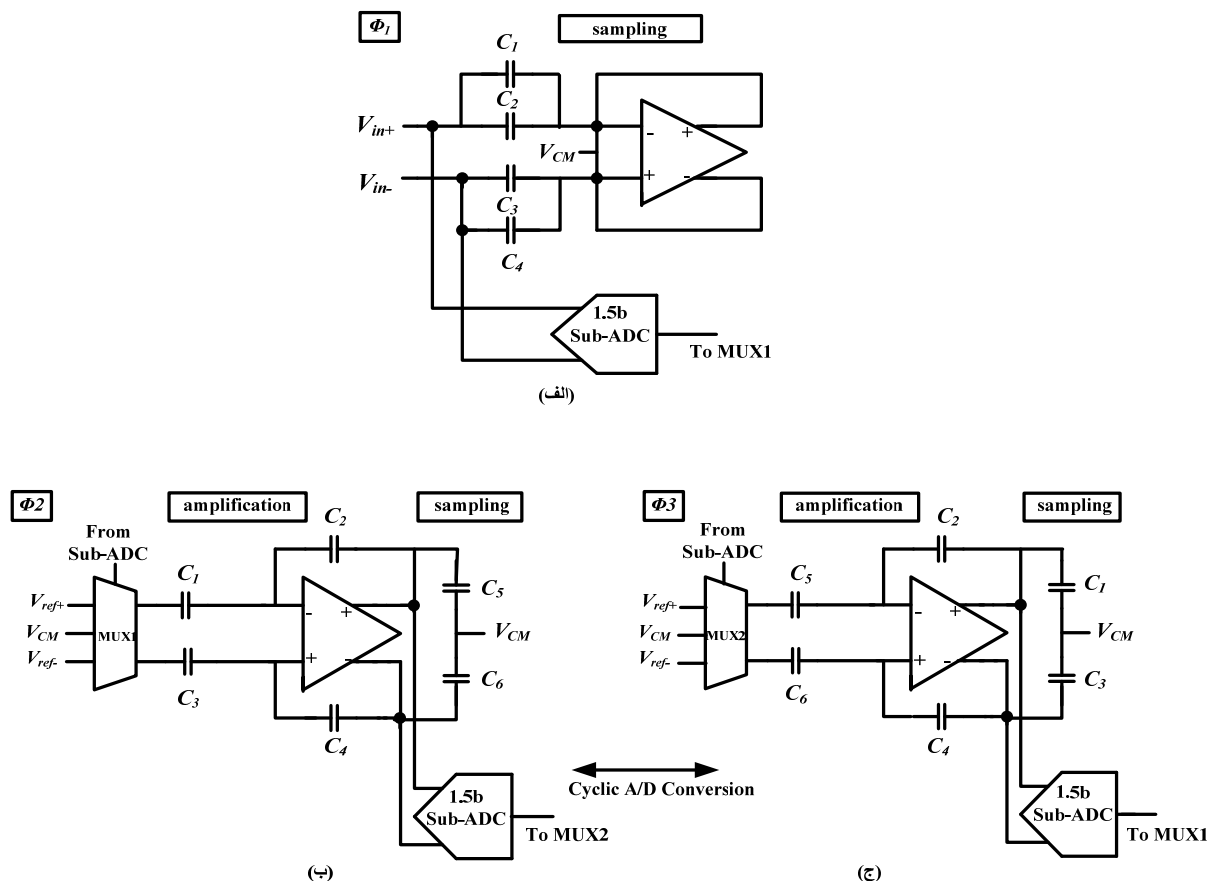 Φ1
sampling
C1
C2
Vin+
VCM
Vin-
C3
C4
- +
+ -
1.5b
Sub-ADC
To MUX1
(الف)
Φ2
amplification
sampling
From
Sub-ADC
C1
C2
C5
Vref+
VCM
Vref-
MUX1
- +
+ -
VCM
C3
C4
C6
1.5b
Sub-ADC
To MUX2
(ب)
Cyclic A/D Conversion
Φ3
amplification
sampling
From
Sub-ADC
C5
C2
C1
Vref+
VCM
Vref-
MUX2
- +
+ -
VCM
C6
C4
C3
1.5b
Sub-ADC
To MUX1
(ج)